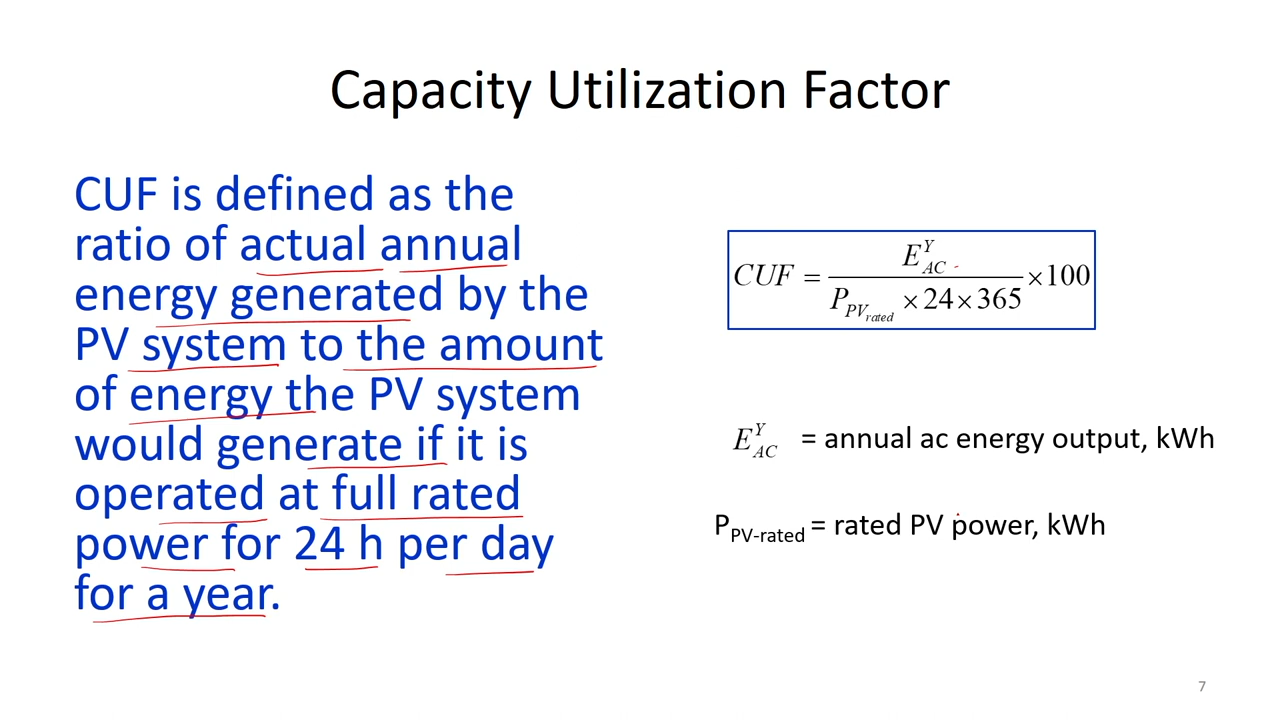 Capacity Utilization Factor
CUF is defined as the
ratio of actual annual
energy generated by the
PV system to the amount
of energy the PV system
would generate if it is
operated at full rated
power for 24 h per day
for a year.
CUF = E^Y_AC / (P_PV_rated × 24 × 365) × 100
E^Y_AC = annual ac energy output, kWh
P_PV-rated = rated PV power, kWh
7